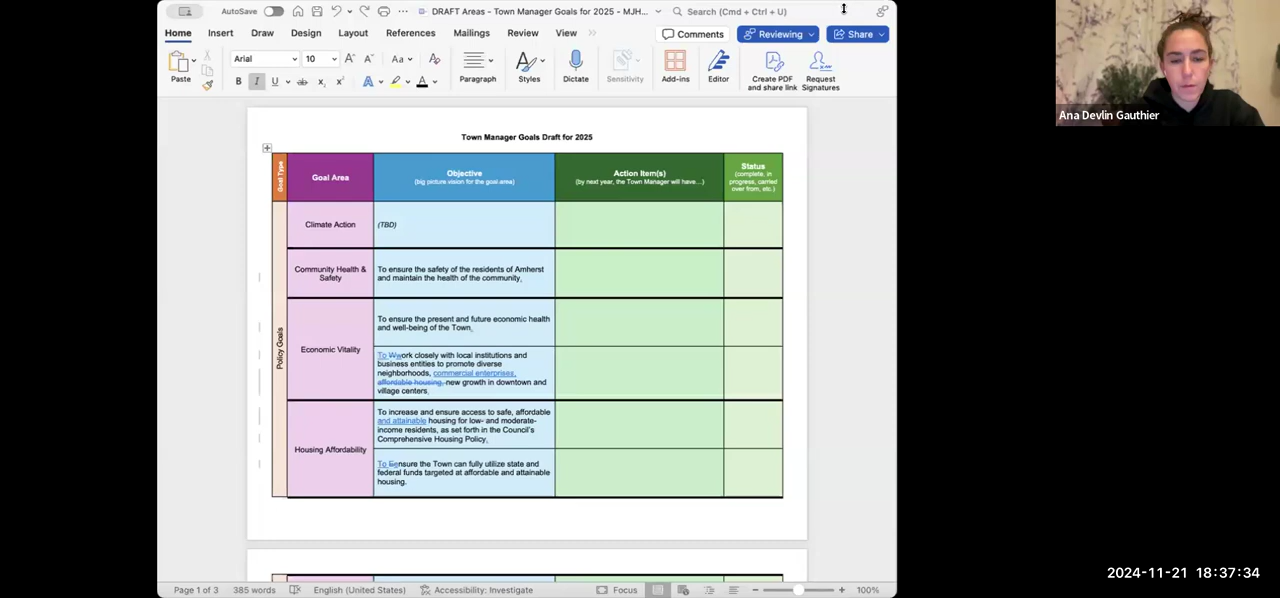 AutoSave
DRAFT Areas - Town Manager Goals for 2025 - MJH...
Search (Cmd + Ctrl + U)
Home Insert Draw Design Layout References Mailings Review View
Comments Reviewing Share
Paste
Arial 10
Paragraph
Styles
Dictate
Sensitivity
Add-ins
Editor
Create PDF and share link
Request Signatures
Town Manager Goals Draft for 2025
Goal Type
Goal Area
Objective
(big picture vision for the goal area)
Action Item(s)
(by next year, the Town Manager will have...)
Status
(complete, in
progress, carried
over from, etc.)
Policy Goals
Climate Action
(TBD)
Community Health &
Safety
To ensure the safety of the residents of Amherst
and maintain the health of the community.
Economic Vitality
To ensure the present and future economic health
and well-being of the Town.
To Wwork closely with local institutions and
business entities to promote diverse
neighborhoods, commercial enterprises,
affordable housing, new growth in downtown and
village centers.
Housing Affordability
To increase and ensure access to safe, affordable
and attainable housing for low- and moderate-
income residents, as set forth in the Council's
Comprehensive Housing Policy.
To Eensure the Town can fully utilize state and
federal funds targeted at affordable and attainable
housing.
Page 1 of 3 385 words English (United States) Accessibility: Investigate Focus 100%
Ana Devlin Gauthier
2024-11-21 18:37:34